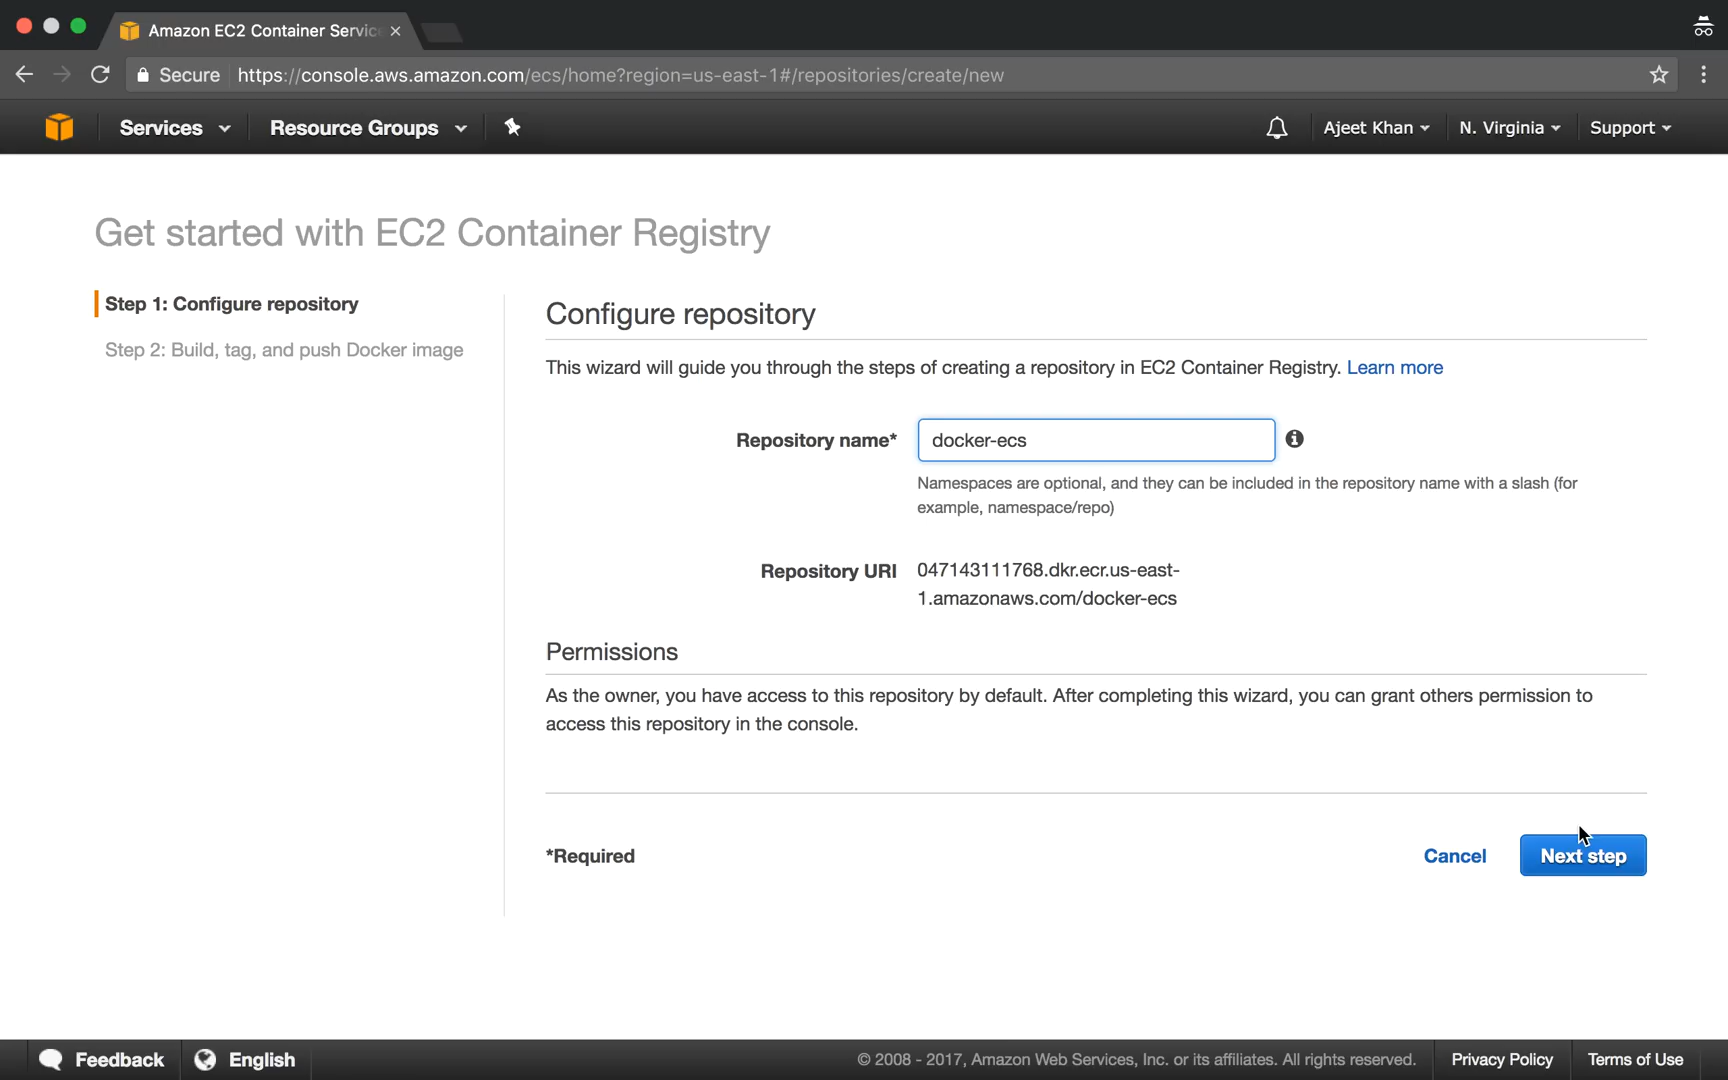 Amazon EC2 Container Servic
Secure https://console.aws.amazon.com/ecs/home?region=us-east-1#/repositories/create/new
Services Resource Groups Ajeet Khan N. Virginia Support
Get started with EC2 Container Registry
Step 1: Configure repository
Step 2: Build, tag, and push Docker image
Configure repository
This wizard will guide you through the steps of creating a repository in EC2 Container Registry. Learn more
Repository name* docker-ecs
Namespaces are optional, and they can be included in the repository name with a slash (for
example, namespace/repo)
Repository URI 047143111768.dkr.ecr.us-east-
1.amazonaws.com/docker-ecs
Permissions
As the owner, you have access to this repository by default. After completing this wizard, you can grant others permission to
access this repository in the console.
*Required Cancel Next step
Feedback English © 2008 - 2017, Amazon Web Services, Inc. or its affiliates. All rights reserved. Privacy Policy Terms of Use